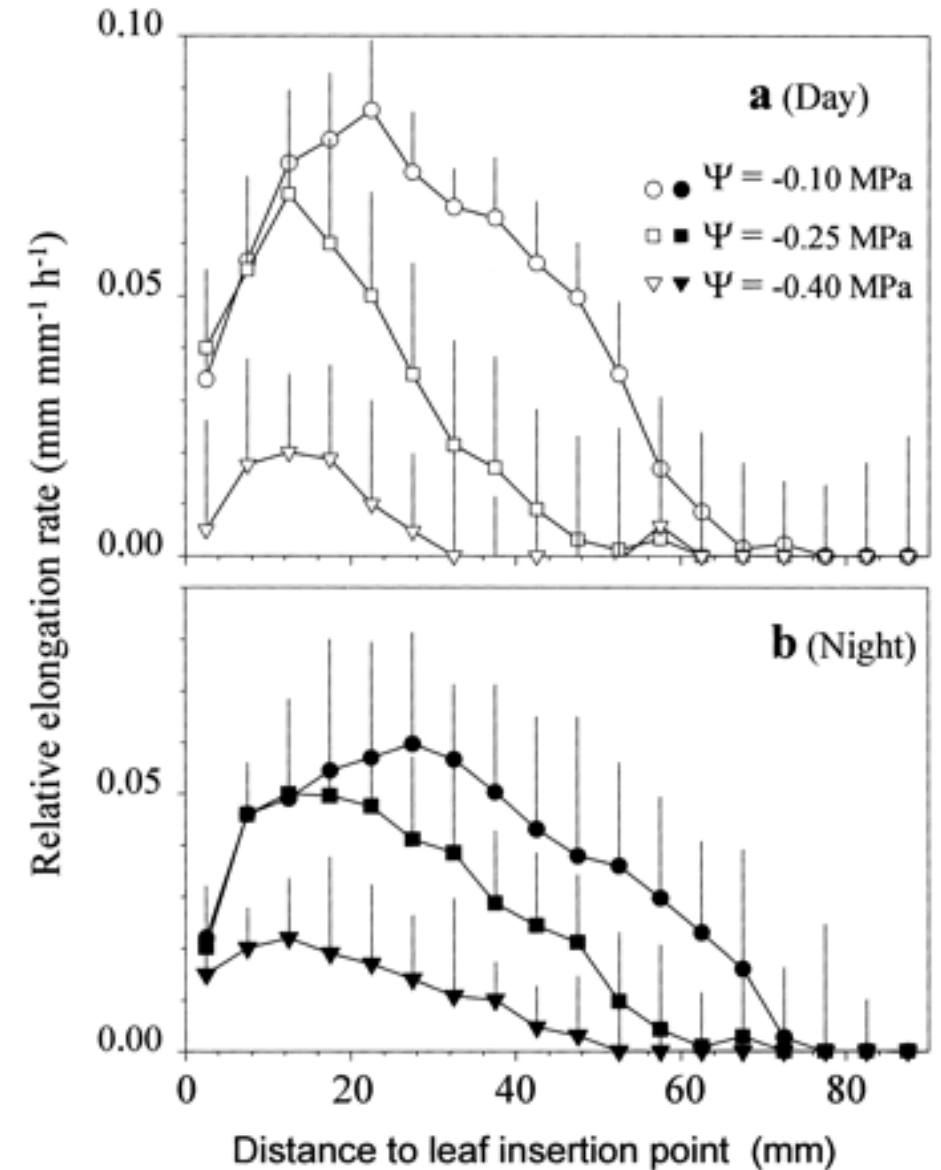 0.10
a (Day)
Ψ = -0.10 MPa
Ψ = -0.25 MPa
0.05
Ψ = -0.40 MPa
0.00
Relative elongation rate (mm mm⁻¹ h⁻¹)
b (Night)
0.05
0.00
0 20 40 60 80
Distance to leaf insertion point (mm)